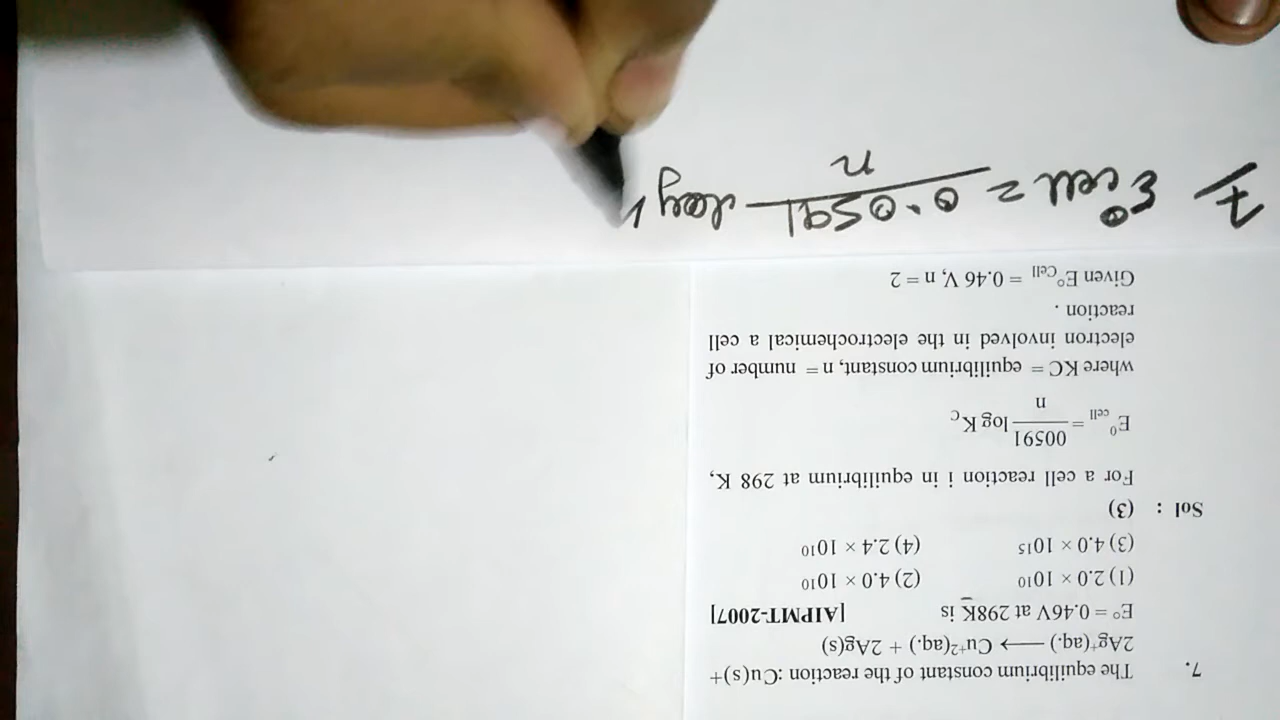 7. The equilibrium constant of the reaction :Cu(s)+
2Ag⁺(aq.) ⟶ Cu⁺²(aq.) + 2Ag(s)
E° = 0.46V at 298K is [AIPMT-2007]
(1) 2.0 × 10¹⁰ (2) 4.0 × 10¹⁰
(3) 4.0 × 10¹⁵ (4) 2.4 × 10¹⁰
Sol : (3)
For a cell reaction i in equilibrium at 298 K,
E⁰cell = 00591/n log KC
where KC = equilibrium constant, n = number of
electron involved in the electrochemical a cell
reaction .
Given E°Cell = 0.46 V, n = 2
7 E°cell = 0.0591/n log